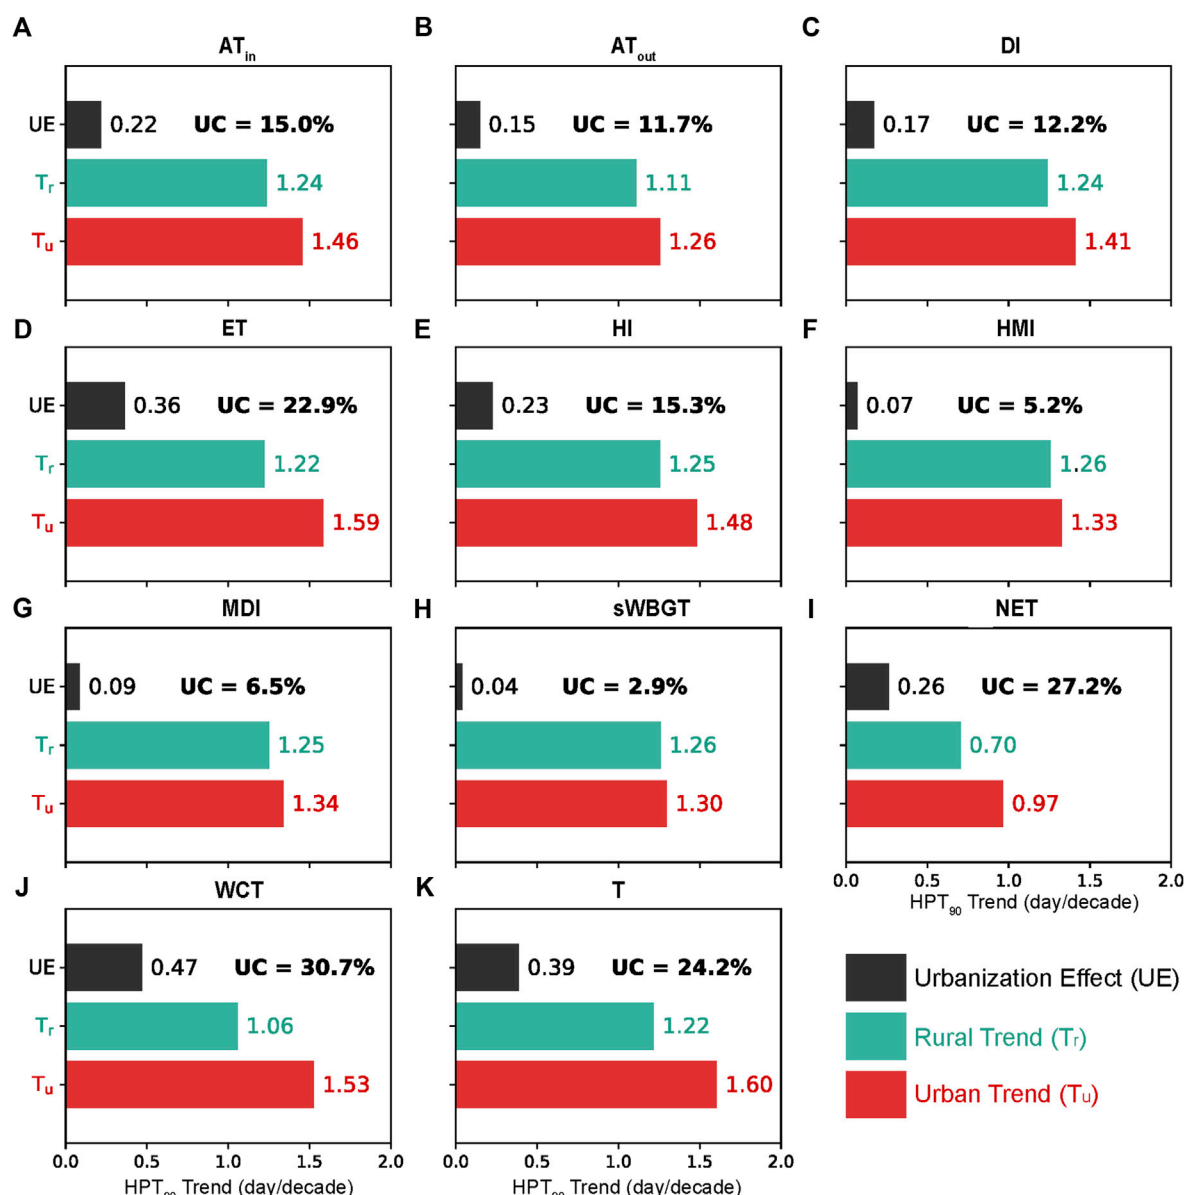 A
AT_in
UE
0.22
UC = 15.0%
T_r
1.24
T_u
1.46
B
AT_out
0.15
UC = 11.7%
1.11
1.26
C
DI
0.17
UC = 12.2%
1.24
1.41
D
ET
UE
0.36
UC = 22.9%
T_r
1.22
T_u
1.59
E
HI
0.23
UC = 15.3%
1.25
1.48
F
HMI
0.07
UC = 5.2%
1.26
1.33
G
MDI
UE
0.09
UC = 6.5%
T_r
1.25
T_u
1.34
H
sWBGT
0.04
UC = 2.9%
1.26
1.30
I
NET
0.26
UC = 27.2%
0.70
0.97
0.0 0.5 1.0 1.5 2.0
HPT_90 Trend (day/decade)
J
WCT
UE
0.47
UC = 30.7%
T_r
1.06
T_u
1.53
0.0 0.5 1.0 1.5 2.0
HPT_90 Trend (day/decade)
K
T
0.39
UC = 24.2%
1.22
1.60
0.0 0.5 1.0 1.5 2.0
HPT_90 Trend (day/decade)
Urbanization Effect (UE)
Rural Trend (Tr)
Urban Trend (Tu)